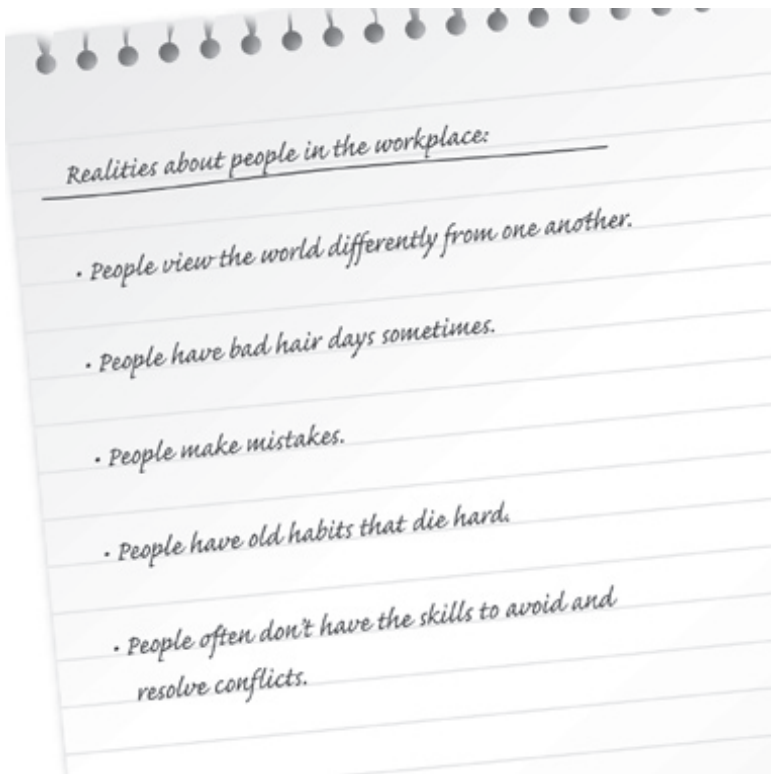 Realities about people in the workplace:
• People view the world differently from one another.
• People have bad hair days sometimes.
• People make mistakes.
• People have old habits that die hard.
• People often don't have the skills to avoid and
resolve conflicts.